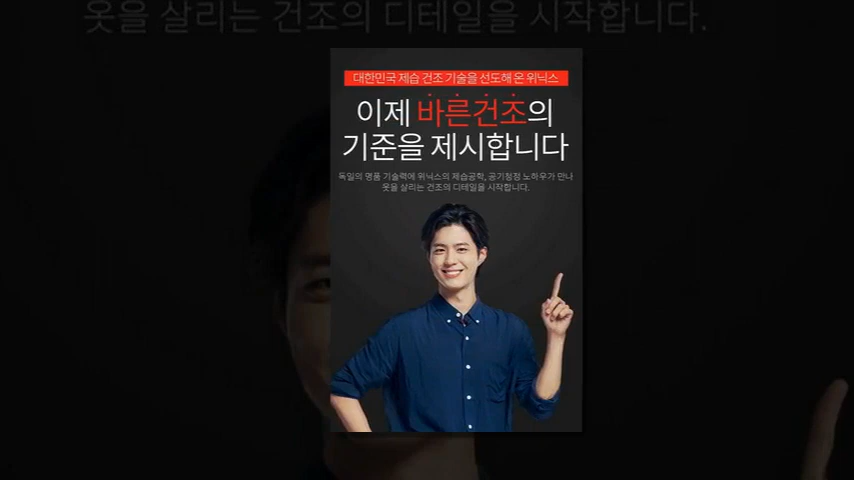 옷을 살리는 건조의 디테일을 시작합니다.
대한민국 제습 건조 기술을 선도해 온 위닉스
이제 바른건조의
기준을 제시합니다
독일의 명품 기술력에 위닉스의 제습공학, 공기청정 노하우가 만나
옷을 살리는 건조의 디테일을 시작합니다.